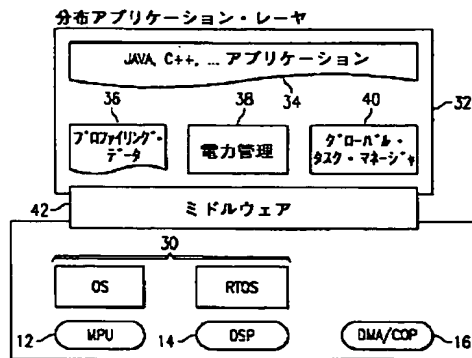 分布アプリケーション・レーヤ
JAVA, C++, ... アプリケーション
36
38
34
40
32
プロファイリング・
データ
電力管理
グローバル・
タスク・マネージャ
42
ミドルウェア
30
OS
RTOS
12
MPU
14
DSP
DMA/COP
16